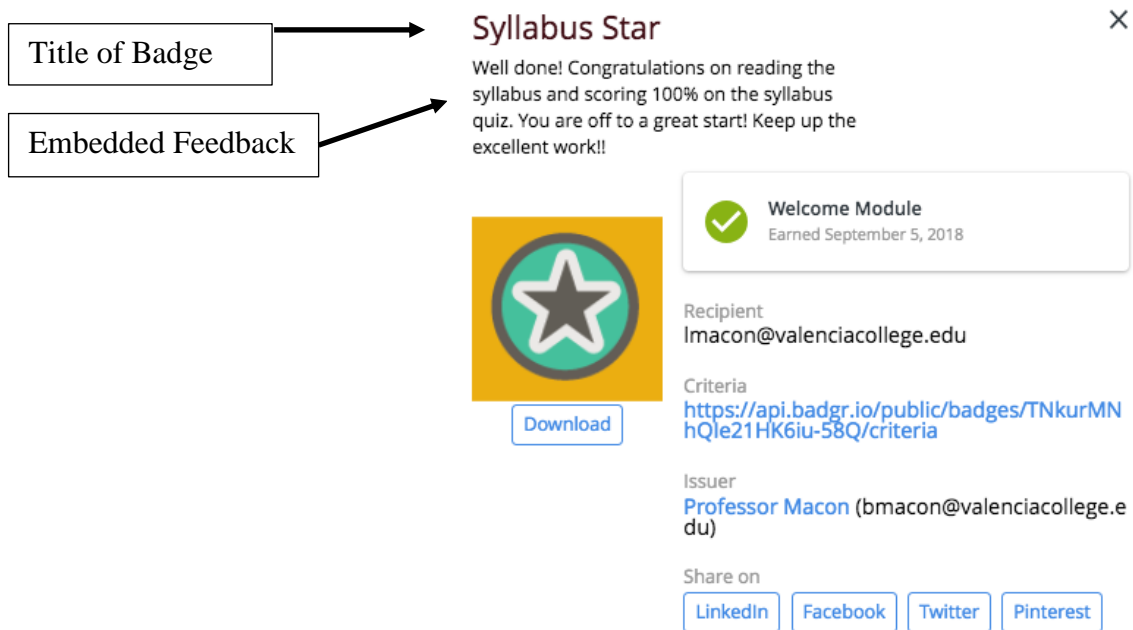 Title of Badge
Embedded Feedback
Syllabus Star
Well done! Congratulations on reading the
syllabus and scoring 100% on the syllabus
quiz. You are off to a great start! Keep up the
excellent work!!
Welcome Module
Earned September 5, 2018
Download
Recipient
lmacon@valenciacollege.edu
Criteria
https://api.badgr.io/public/badges/TNkurMN
hQle21HK6iu-58Q/criteria
Issuer
Professor Macon (bmacon@valenciacollege.e
du)
Share on
LinkedIn Facebook Twitter Pinterest